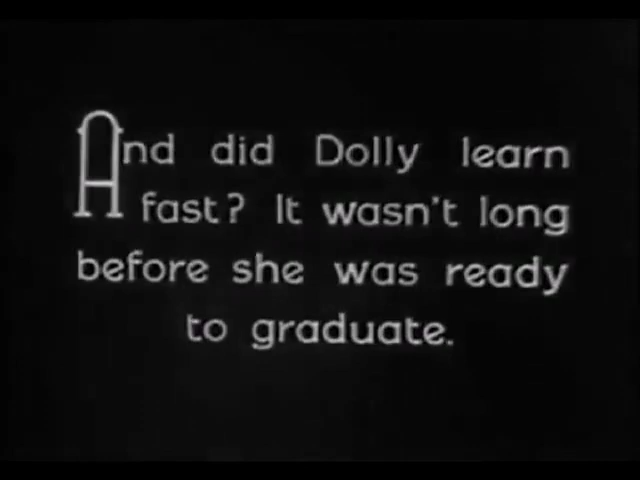 And did Dolly learn
fast? It wasn't long
before she was ready
to graduate.